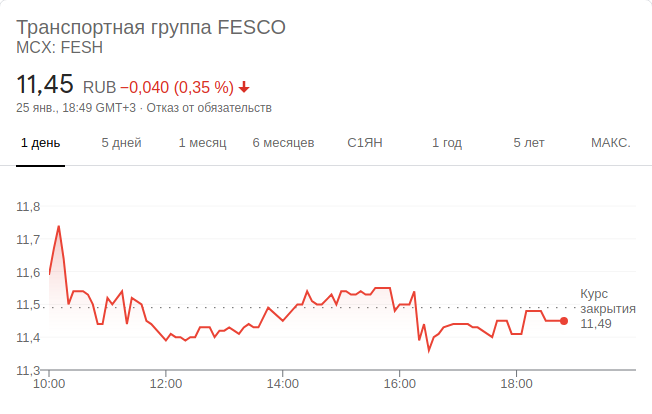 Транспортная группа FESCO
MCX: FESH
11,45 RUB −0,040 (0,35 %)
25 янв., 18:49 GMT+3 · Отказ от обязательств
1 день 5 дней 1 месяц 6 месяцев С1ЯН 1 год 5 лет МАКС.
11,8
11,7
11,6
11,5
11,4
11,3
Курс
закрытия
11,49
10:00 12:00 14:00 16:00 18:00